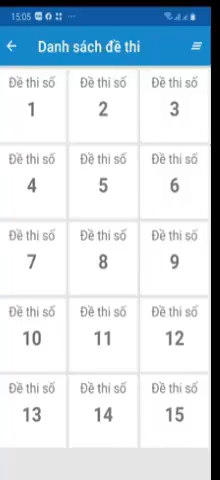 15:05
Danh sách đề thi
Đề thi số Đề thi số Đề thi số
1 2 3
Đề thi số Đề thi số Đề thi số
4 5 6
Đề thi số Đề thi số Đề thi số
7 8 9
Đề thi số Đề thi số Đề thi số
10 11 12
Đề thi số Đề thi số Đề thi số
13 14 15